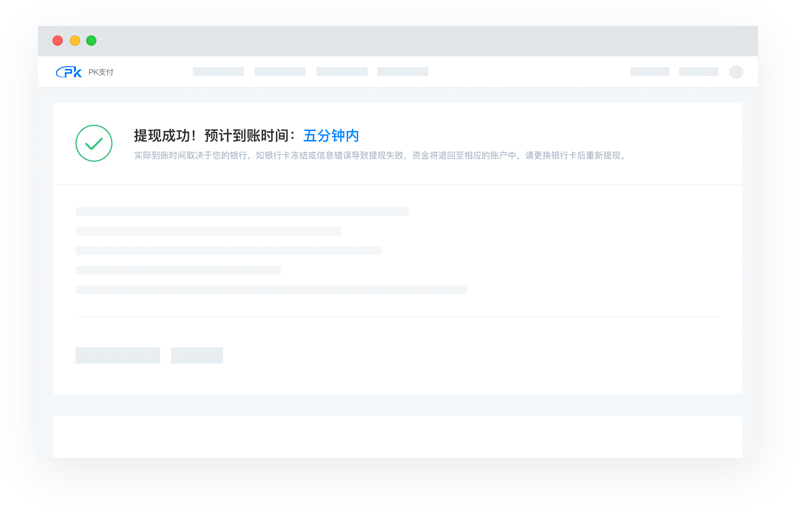 PK PK支付
提现成功！预计到账时间：五分钟内
实际到账时间取决于您的银行，如银行卡冻结或信息错误导致提现失败，资金将退回至相应的账户中，请更换银行卡后重新提现。